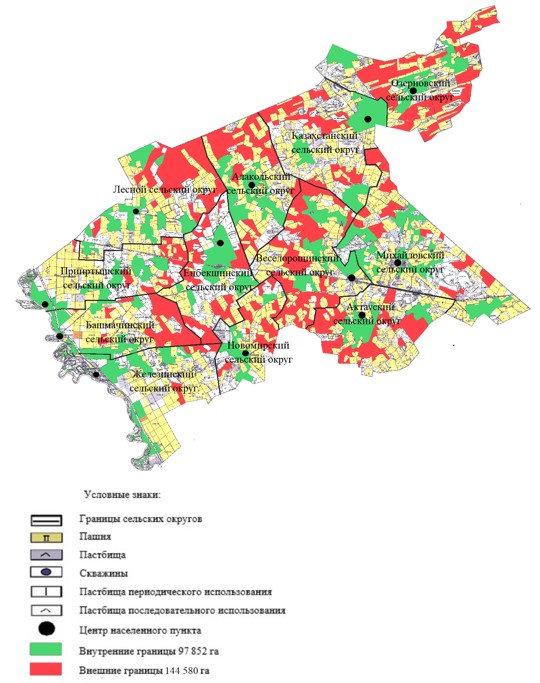 Озерновский
сельский округ
Казахстанский
сельский округ
Алакольский
сельский округ
Лесной сельский округ
Веселорощинский
сельский округ
Михайловский
сельский округ
Прииртышский
сельский округ
Енбекшинский
сельский округ
Актауский
сельский округ
Башмачинский
сельский округ
Новомирский
сельский округ
Железинский
сельский округ
Условные знаки:
Границы сельских округов
Пашня
Пастбища
Скважины
Пастбища периодического использования
Пастбища последовательного использования
Центр населенного пункта
Внутренние границы 97 852 га
Внешние границы 144 580 га